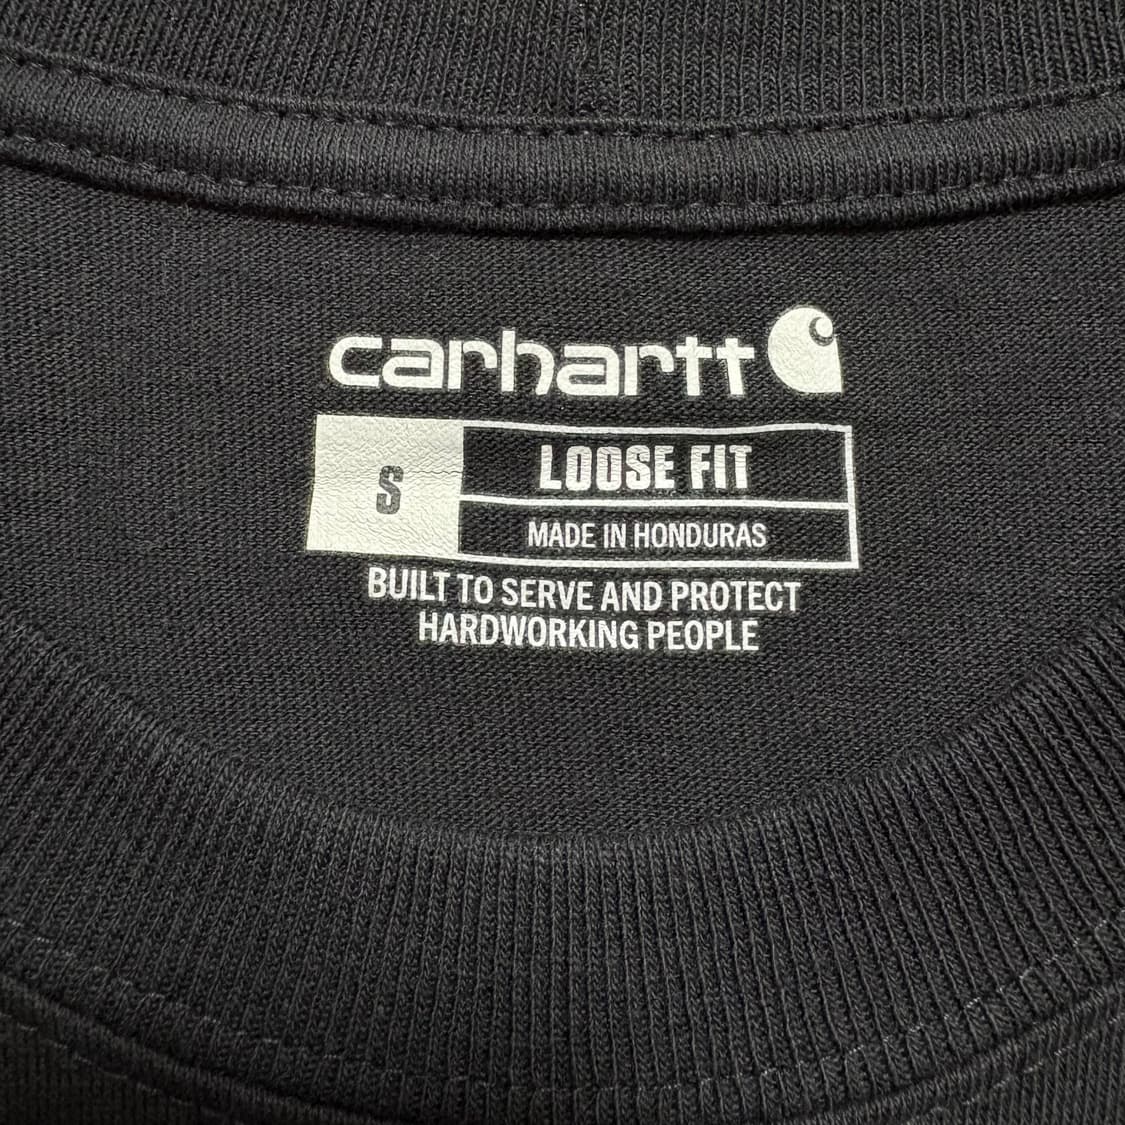 carhartt
S
LOOSE FIT
MADE IN HONDURAS
BUILT TO SERVE AND PROTECT
HARDWORKING PEOPLE